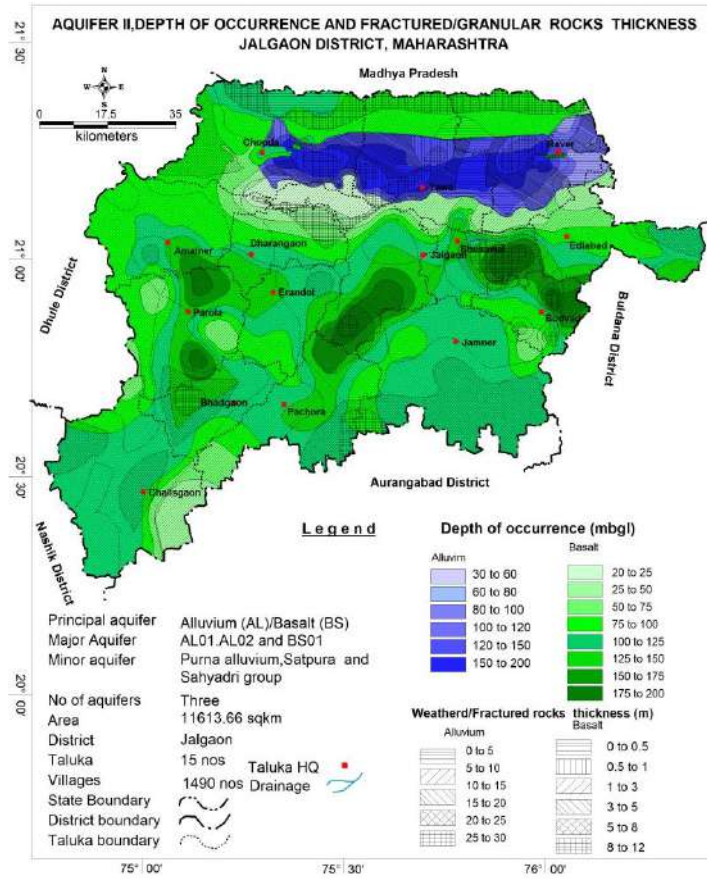 AQUIFER II,DEPTH OF OCCURRENCE AND FRACTURED/GRANULAR ROCKS THICKNESS
JALGAON DISTRICT, MAHARASHTRA
21° 30'
Madhya Pradesh
N
W E
S
0 17.5 35
kilometers
Chopda
Raver
Yawal
21° 00'
Amalner
Dharangaon
Jalgaon
Bhusawal
Edlabad
Erandol
Parola
Bodvad
Jamner
Dhule District
Buldana District
Bhadgaon
Pachora
20° 30'
Aurangabad District
Chalisgaon
Nashik District
Legend
Depth of occurrence (mbgl)
Alluvim
30 to 60
60 to 80
80 to 100
100 to 120
120 to 150
150 to 200
Basalt
20 to 25
25 to 50
50 to 75
75 to 100
100 to 125
125 to 150
150 to 175
175 to 200
Principal aquifer Alluvium (AL)/Basalt (BS)
Major Aquifer AL01.AL02 and BS01
Minor aquifer Purna alluvium,Satpura and
Sahyadri group
No of aquifers Three
Area 11613.66 sqkm
District Jalgaon
Taluka 15 nos
Villages 1490 nos
State Boundary
District boundary
Taluka boundary
Taluka HQ
Drainage
20° 00'
Weatherd/Fractured rocks thickness (m)
Alluvium
0 to 5
5 to 10
10 to 15
15 to 20
20 to 25
25 to 30
Basalt
0 to 0.5
0.5 to 1
1 to 3
3 to 5
5 to 8
8 to 12
75° 00' 75° 30' 76° 00'